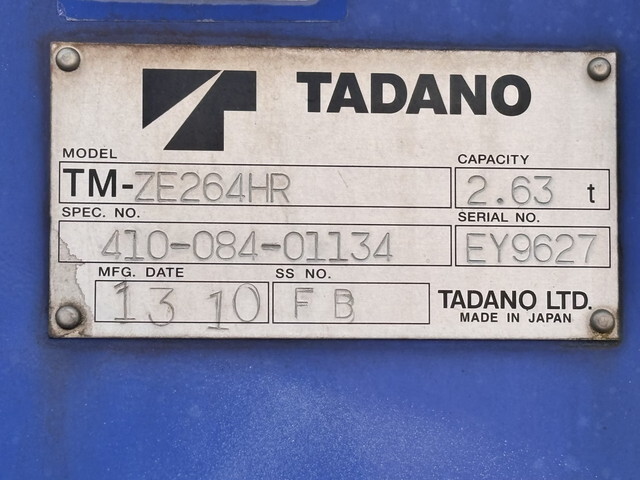 TADANO
MODEL
TM-ZE264HR
CAPACITY
2.63 t
SPEC. NO.
410-084-01134
SERIAL NO.
EY9627
MFG. DATE
13 10
SS NO.
FB
TADANO LTD.
MADE IN JAPAN